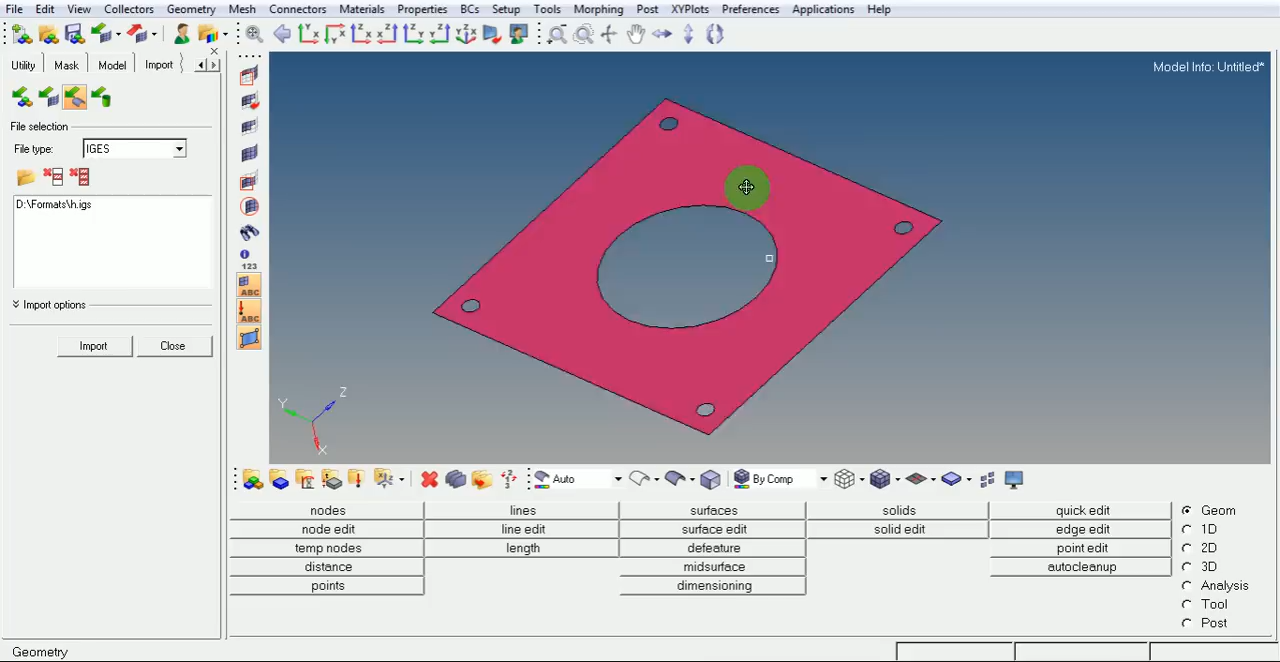 File Edit View Collectors Geometry Mesh Connectors Materials Properties BCs Setup Tools Morphing Post XYPlots Preferences Applications Help
Utility Mask Model Import
Model Info: Untitled*
File selection
File type: IGES
D:\Formats\h.igs
123
ABC
ABC
Import options
Import Close
Z
Y
X
Auto By Comp
nodes lines surfaces solids quick edit Geom
node edit line edit surface edit solid edit edge edit 1D
temp nodes length defeature point edit 2D
distance midsurface autocleanup 3D
points dimensioning Analysis
Tool
Post
Geometry